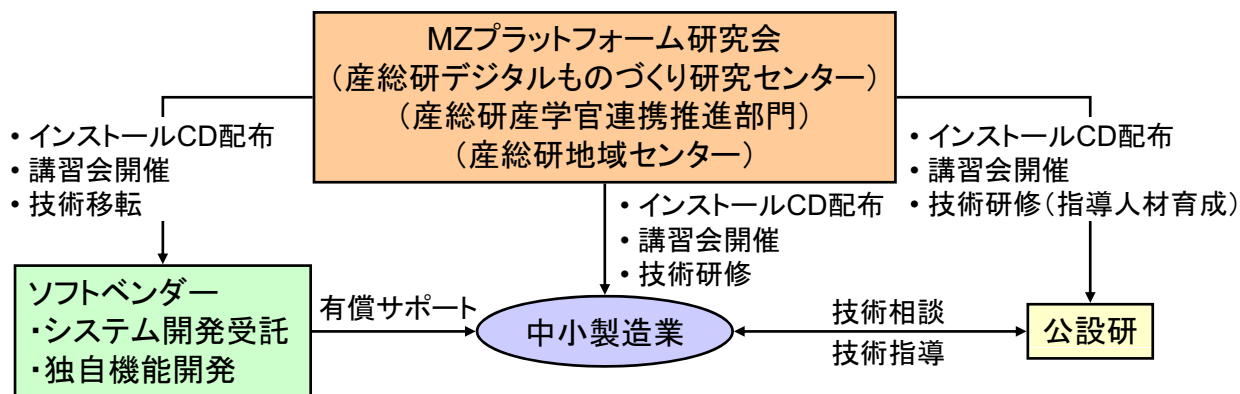 MZプラットフォーム研究会
（産総研デジタルものづくり研究センター）
（産総研産学官連携推進部門）
（産総研地域センター）
• インストールCD配布
• 講習会開催
• 技術移転
• インストールCD配布
• 講習会開催
• 技術研修
• インストールCD配布
• 講習会開催
• 技術研修（指導人材育成）
ソフトベンダー
・システム開発受託
・独自機能開発
有償サポート
中小製造業
技術相談
技術指導
公設研